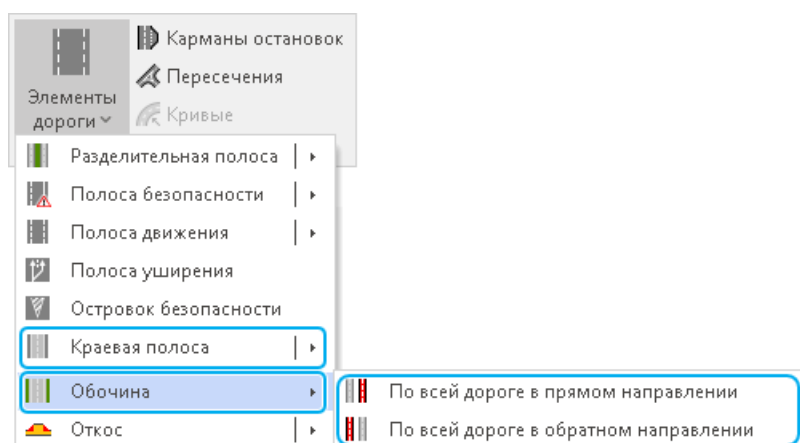 Карманы остановок
Пересечения
Элементы
дороги
Кривые
Разделительная полоса
Полоса безопасности
Полоса движения
Полоса уширения
Островок безопасности
Краевая полоса
Обочина
По всей дороге в прямом направлении
Откос
По всей дороге в обратном направлении